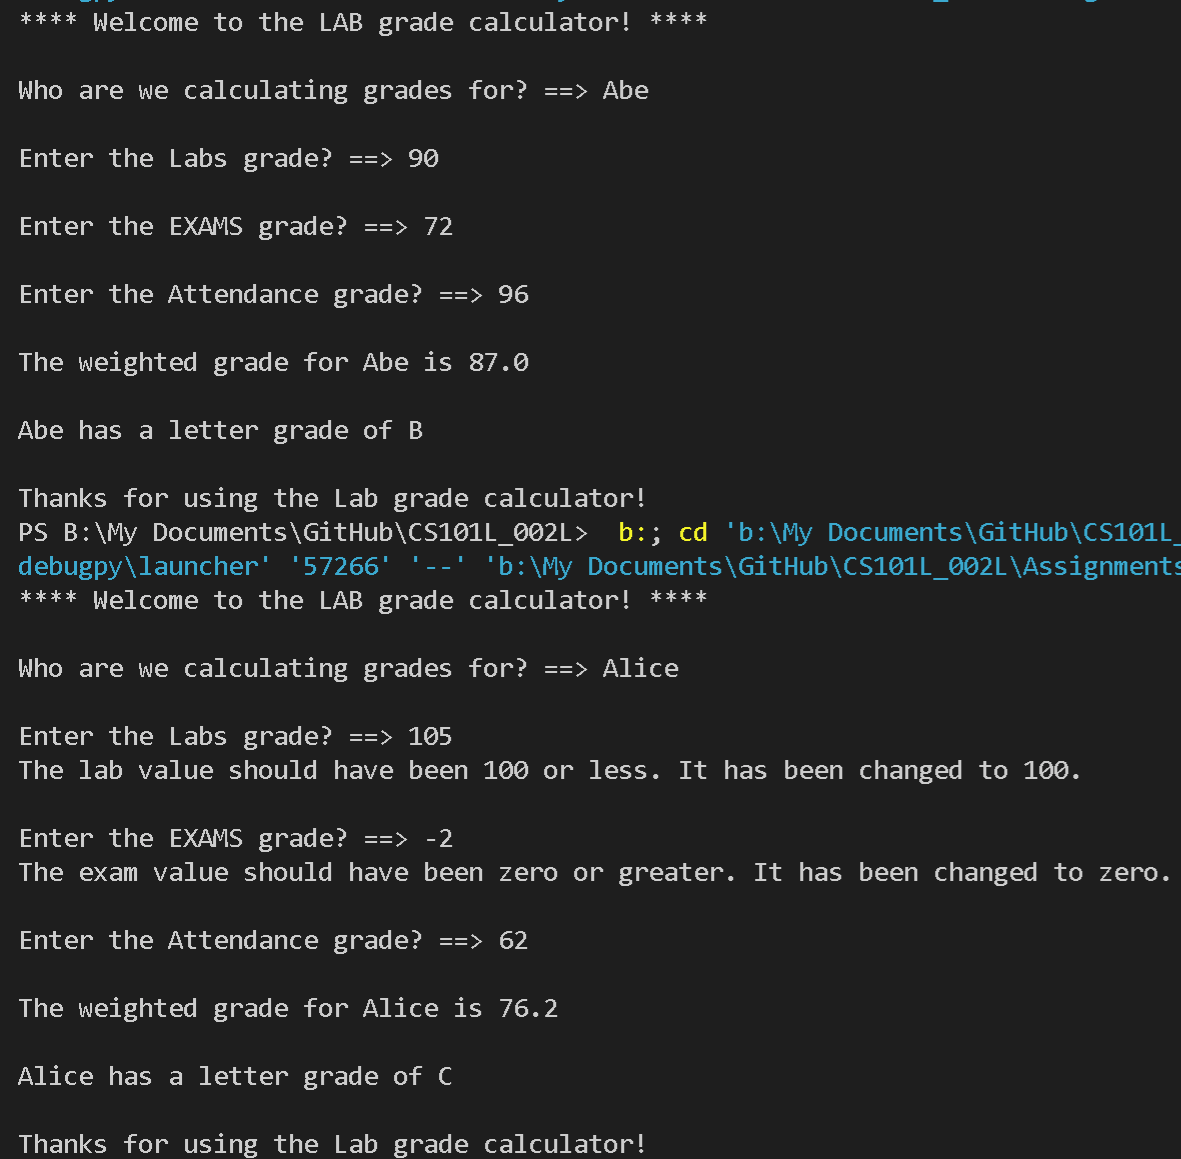 **** Welcome to the LAB grade calculator! ****
Who are we calculating grades for? ==> Abe
Enter the Labs grade? ==> 90
Enter the EXAMS grade? ==> 72
Enter the Attendance grade? ==> 96
The weighted grade for Abe is 87.0
Abe has a letter grade of B
Thanks for using the Lab grade calculator!
PS B:\My Documents\GitHub\CS101L_002L>  b:; cd 'b:\My Documents\GitHub\CS101L_
debugpy\launcher' '57266' '--' 'b:\My Documents\GitHub\CS101L_002L\Assignments
**** Welcome to the LAB grade calculator! ****
Who are we calculating grades for? ==> Alice
Enter the Labs grade? ==> 105
The lab value should have been 100 or less. It has been changed to 100.
Enter the EXAMS grade? ==> -2
The exam value should have been zero or greater. It has been changed to zero.
Enter the Attendance grade? ==> 62
The weighted grade for Alice is 76.2
Alice has a letter grade of C
Thanks for using the Lab grade calculator!